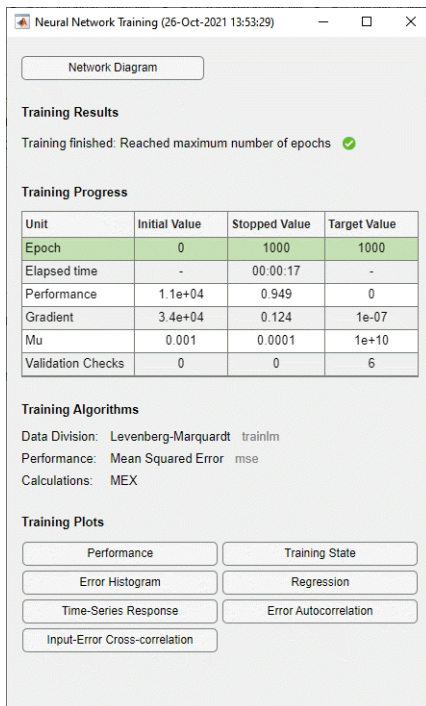 Neural Network Training (26-Oct-2021 13:53:29)
Network Diagram
Training Results
Training finished: Reached maximum number of epochs
Training Progress
Unit Initial Value Stopped Value Target Value
Epoch 0 1000 1000
Elapsed time - 00:00:17 -
Performance 1.1e+04 0.949 0
Gradient 3.4e+04 0.124 1e-07
Mu 0.001 0.0001 1e+10
Validation Checks 0 0 6
Training Algorithms
Data Division: Levenberg-Marquardt trainlm
Performance: Mean Squared Error mse
Calculations: MEX
Training Plots
Performance Training State
Error Histogram Regression
Time-Series Response Error Autocorrelation
Input-Error Cross-correlation